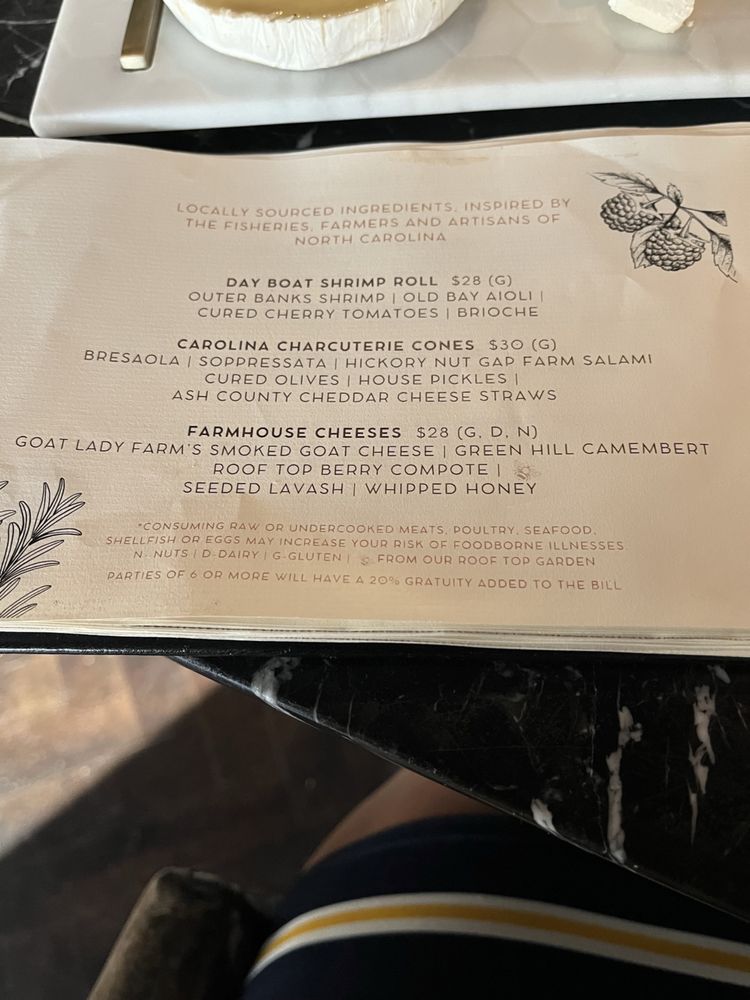 LOCALLY SOURCED INGREDIENTS, INSPIRED BY
THE FISHERIES, FARMERS AND ARTISANS OF
NORTH CAROLINA
DAY BOAT SHRIMP ROLL $28 (G)
OUTER BANKS SHRIMP | OLD BAY AIOLI |
CURED CHERRY TOMATOES | BRIOCHE
CAROLINA CHARCUTERIE CONES $30 (G)
BRESAOLA | SOPPRESSATA | HICKORY NUT GAP FARM SALAMI
CURED OLIVES | HOUSE PICKLES |
ASH COUNTY CHEDDAR CHEESE STRAWS
FARMHOUSE CHEESES $28 (G, D, N)
GOAT LADY FARM'S SMOKED GOAT CHEESE | GREEN HILL CAMEMBERT
ROOF TOP BERRY COMPOTE |
SEEDED LAVASH | WHIPPED HONEY
*CONSUMING RAW OR UNDERCOOKED MEATS, POULTRY, SEAFOOD,
SHELLFISH OR EGGS MAY INCREASE YOUR RISK OF FOODBORNE ILLNESSES.
N- NUTS | D-DAIRY | G-GLUTEN | FROM OUR ROOF TOP GARDEN
PARTIES OF 6 OR MORE WILL HAVE A 20% GRATUITY ADDED TO THE BILL